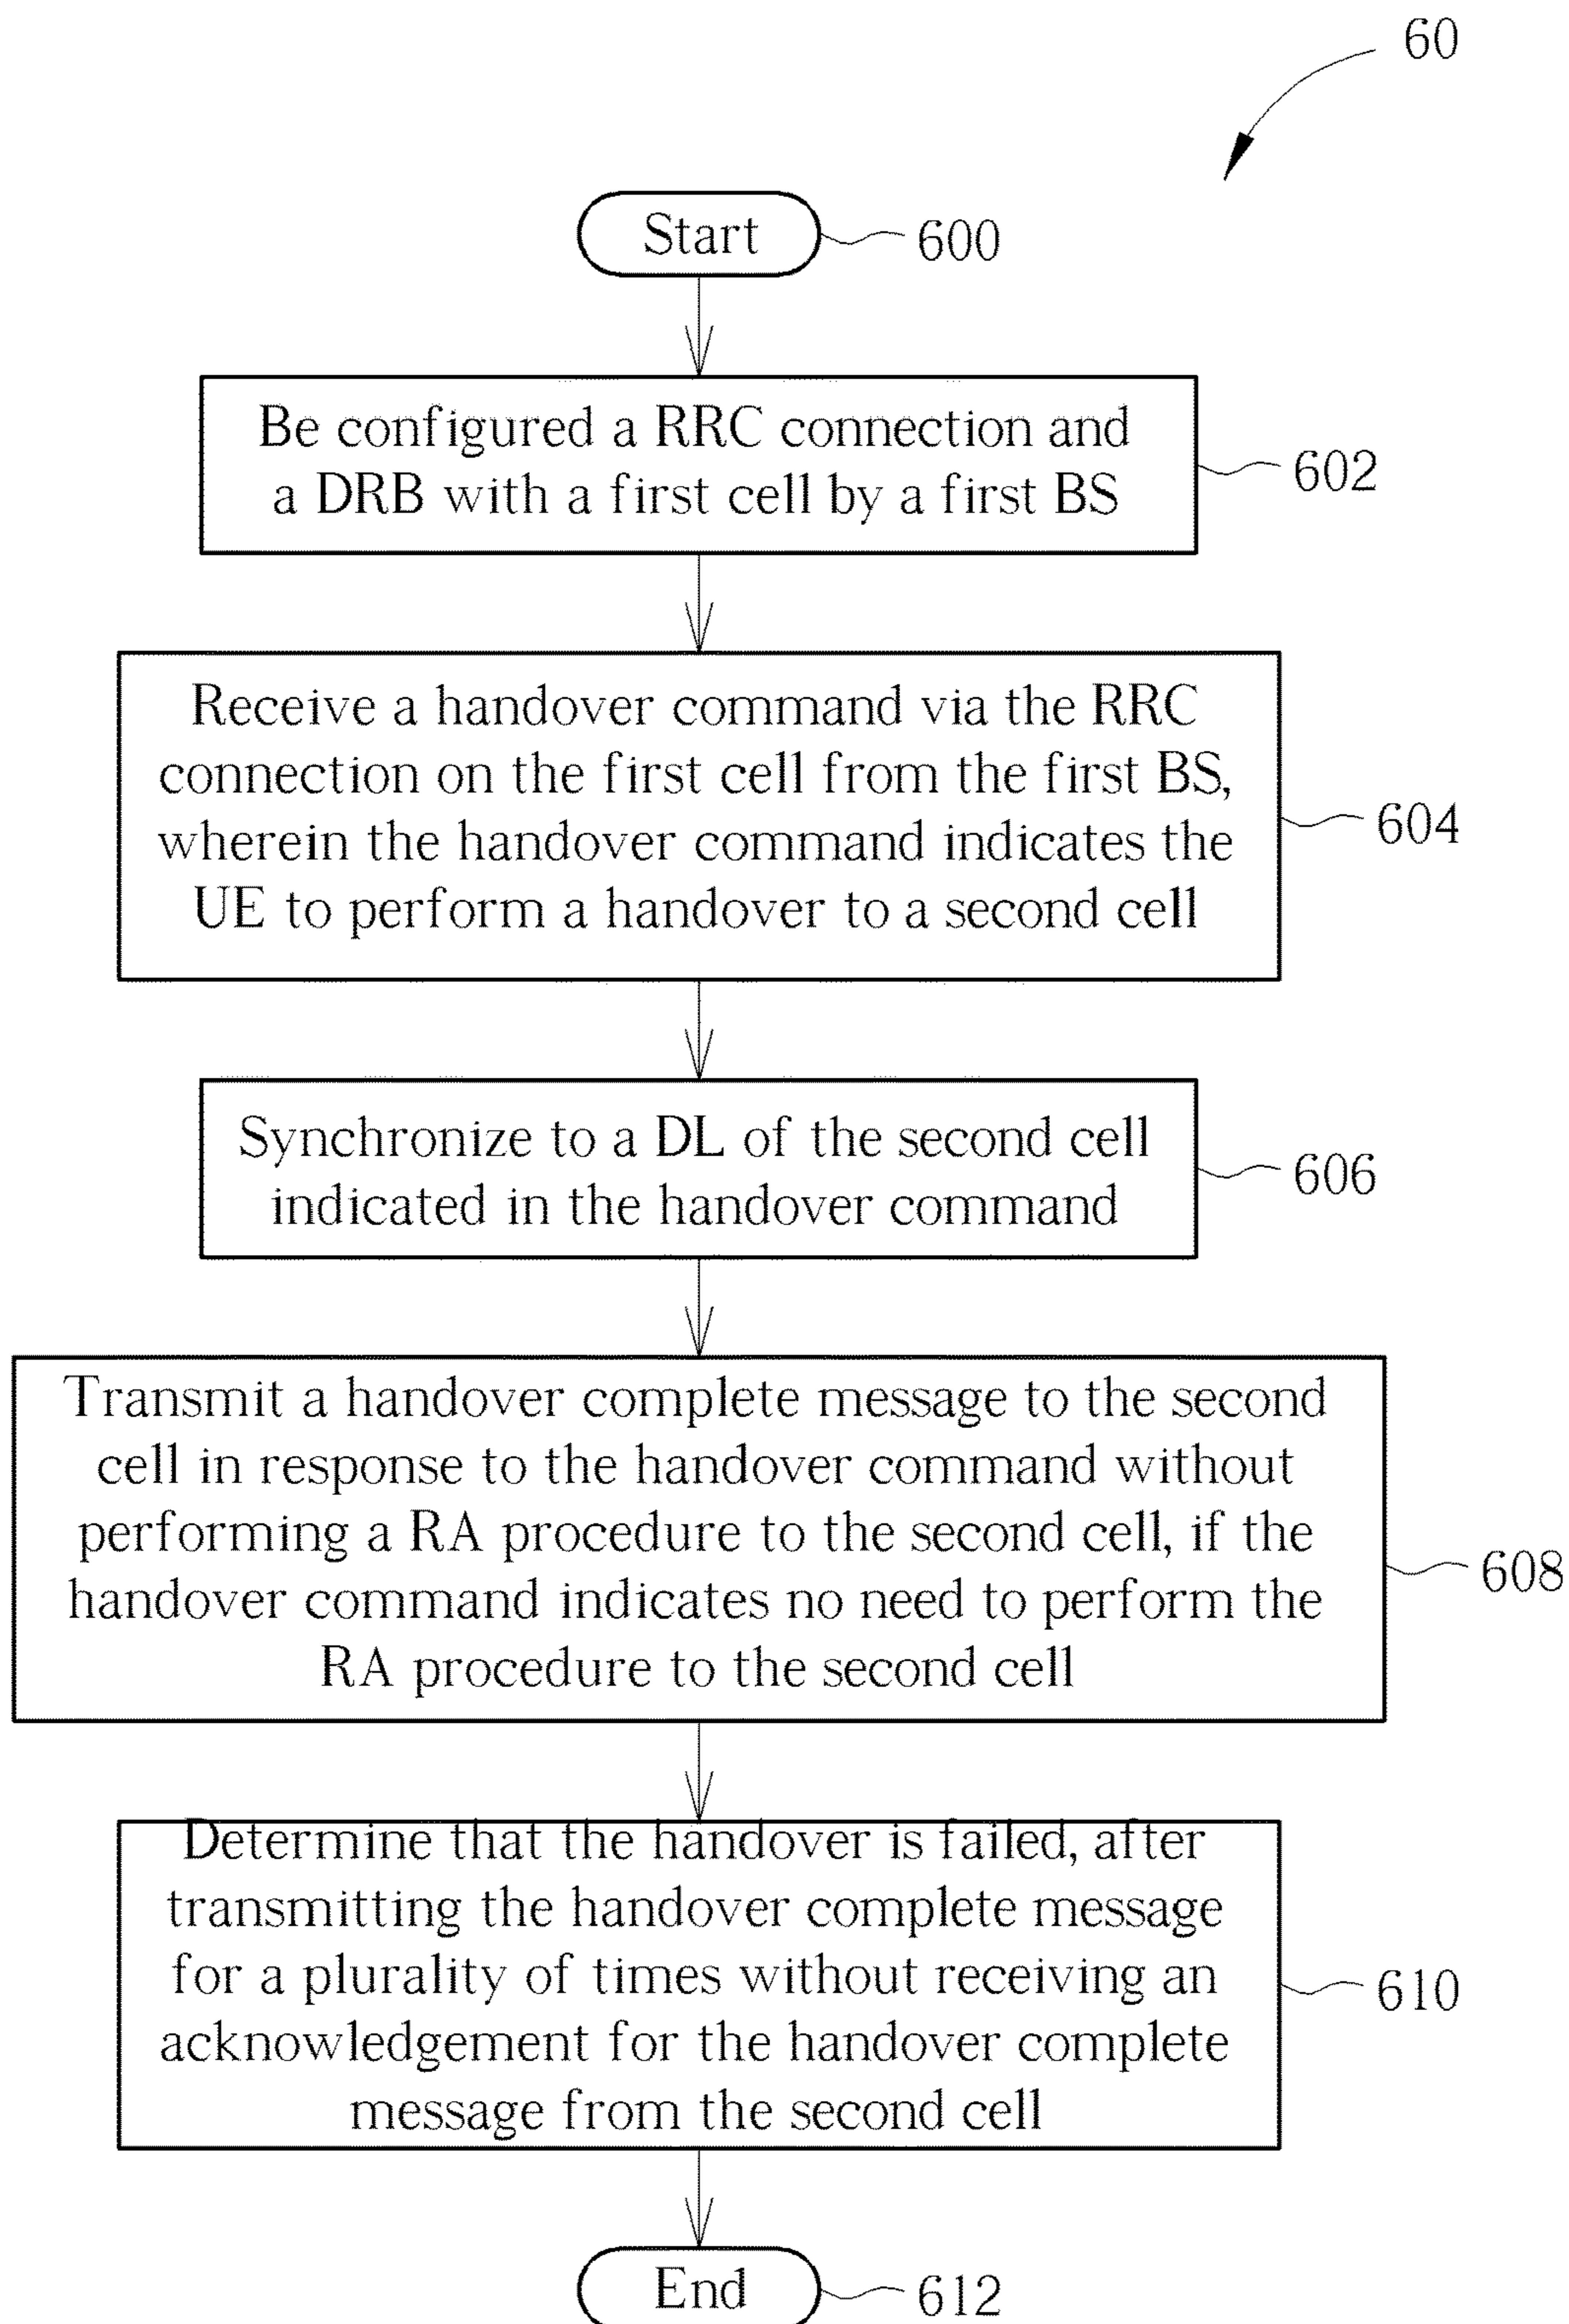 60
Start
600
Be configured a RRC connection and
a DRB with a first cell by a first BS
602
Receive a handover command via the RRC
connection on the first cell from the first BS,
wherein the handover command indicates the
UE to perform a handover to a second cell
604
Synchronize to a DL of the second cell
indicated in the handover command
606
Transmit a handover complete message to the second
cell in response to the handover command without
performing a RA procedure to the second cell, if the
handover command indicates no need to perform the
RA procedure to the second cell
608
Determine that the handover is failed, after
transmitting the handover complete message
for a plurality of times without receiving an
acknowledgement for the handover complete
message from the second cell
610
End
612